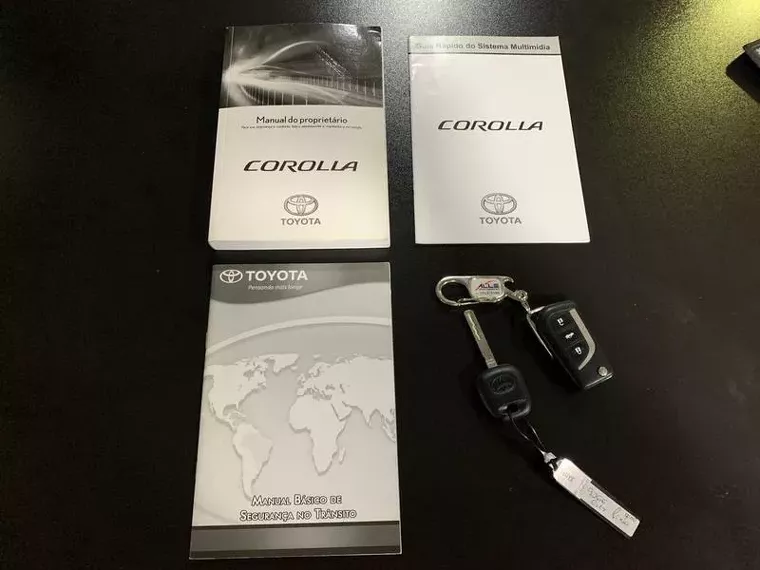 Manual do proprietário
COROLLA
TOYOTA
Guia Rápido do Sistema Multimídia
COROLLA
TOYOTA
TOYOTA
Pensando mais longe
MANUAL BÁSICO DE
SEGURANÇA NO TRÂNSITO